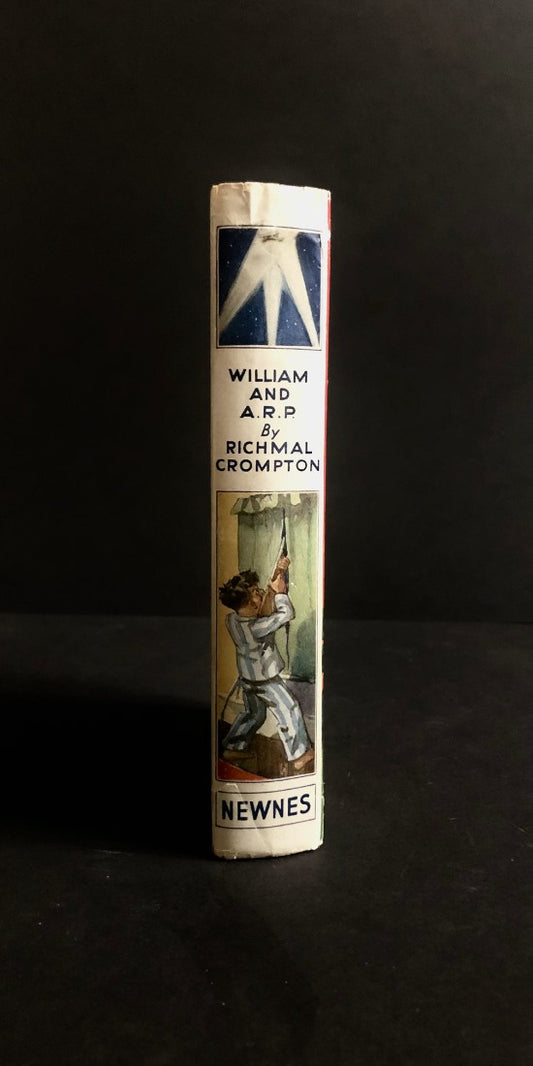 WILLIAM
AND
A.R.P.
By
RICHMAL
CROMPTON
NEWNES